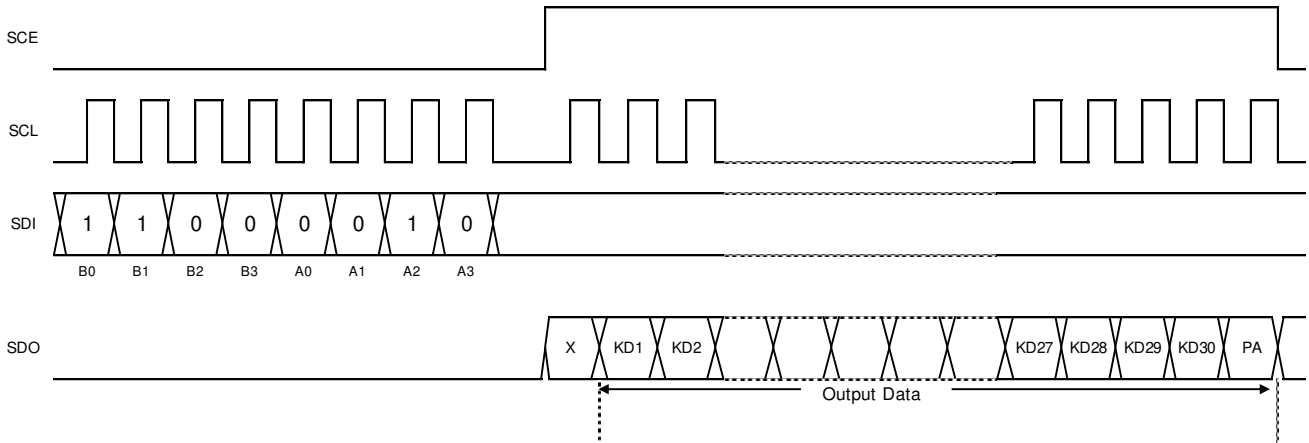 SCE
SCL
SDI 1 1 0 0 0 0 1 0
B0 B1 B2 B3 A0 A1 A2 A3
SDO X KD1 KD2 KD27 KD28 KD29 KD30 PA
Output Data